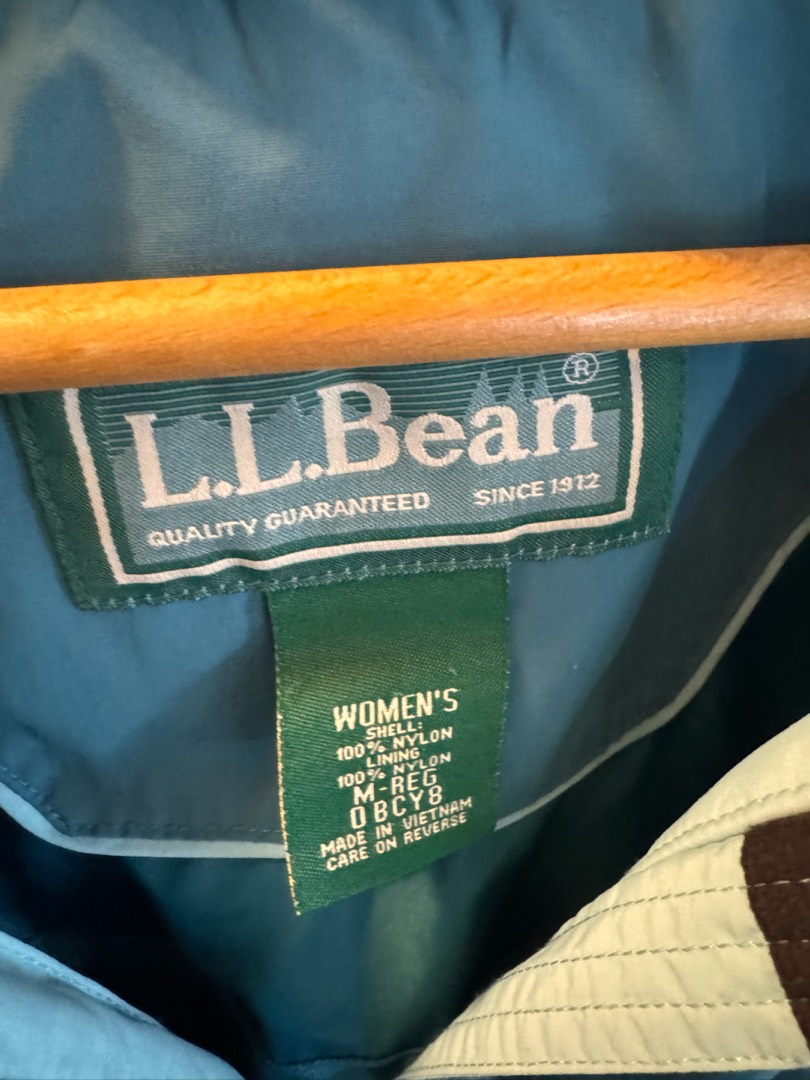 L.L.Bean®
QUALITY GUARANTEED SINCE 1912
WOMEN'S
SHELL:
100% NYLON
LINING
100% NYLON
M-REG
0BCY8
MADE IN VIETNAM
CARE ON REVERSE